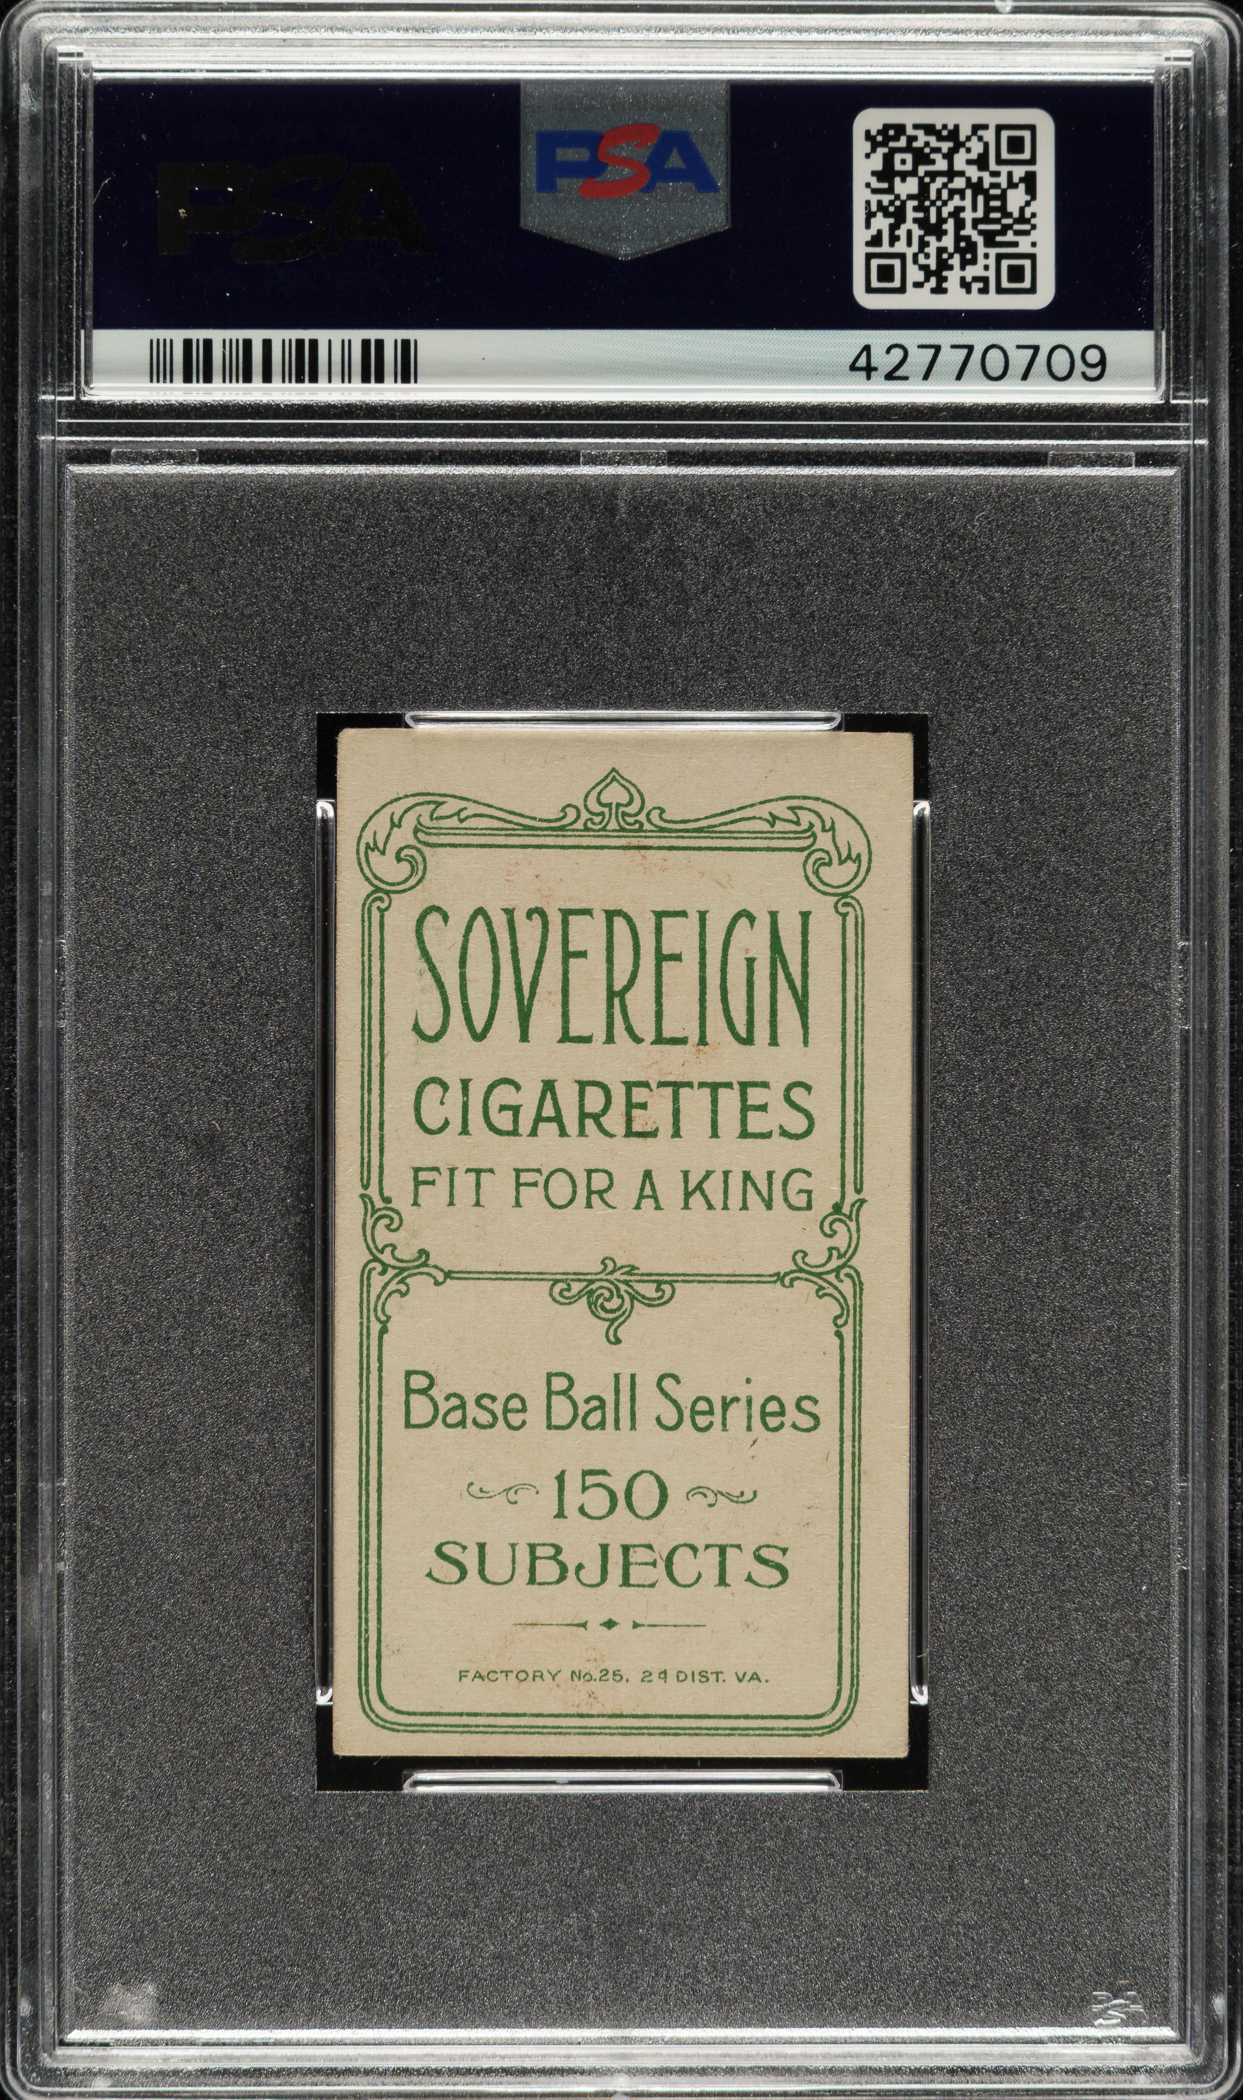 PSA
PSA
42770709
SOVEREIGN
CIGARETTES
FIT FOR A KING
Base Ball Series
150
SUBJECTS
FACTORY No.25, 2d DIST. VA.